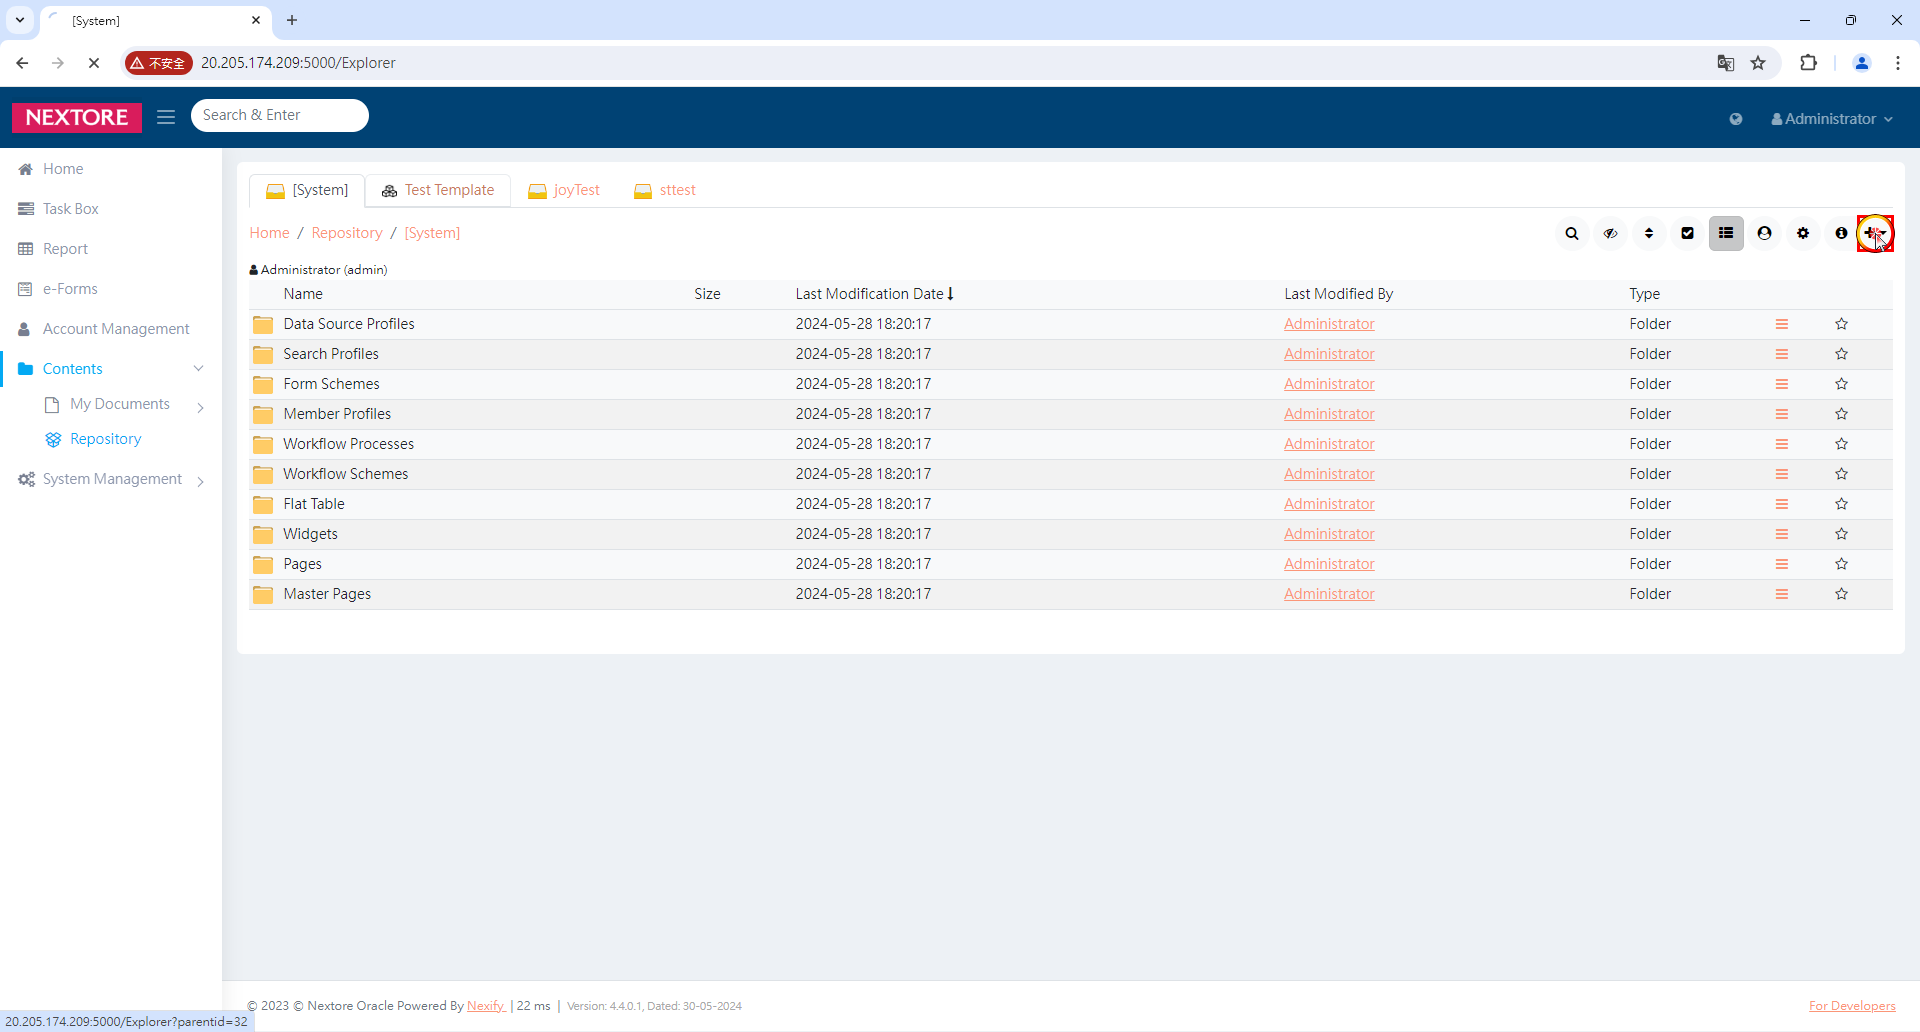 [System]
不安全
20.205.174.209:5000/Explorer
NEXTORE
Search & Enter
Administrator
Home
Task Box
Report
e-Forms
Account Management
Contents
My Documents
Repository
System Management
[System]
Test Template
joyTest
sttest
Home / Repository / [System]
Administrator (admin)
Name Size Last Modification Date Last Modified By Type
Data Source Profiles 2024-05-28 18:20:17 Administrator Folder
Search Profiles 2024-05-28 18:20:17 Administrator Folder
Form Schemes 2024-05-28 18:20:17 Administrator Folder
Member Profiles 2024-05-28 18:20:17 Administrator Folder
Workflow Processes 2024-05-28 18:20:17 Administrator Folder
Workflow Schemes 2024-05-28 18:20:17 Administrator Folder
Flat Table 2024-05-28 18:20:17 Administrator Folder
Widgets 2024-05-28 18:20:17 Administrator Folder
Pages 2024-05-28 18:20:17 Administrator Folder
Master Pages 2024-05-28 18:20:17 Administrator Folder
© 2023 © Nextore Oracle Powered By Nexify | 22 ms | Version: 4.4.0.1, Dated: 30-05-2024
For Developers
20.205.174.209:5000/Explorer?parentid=32